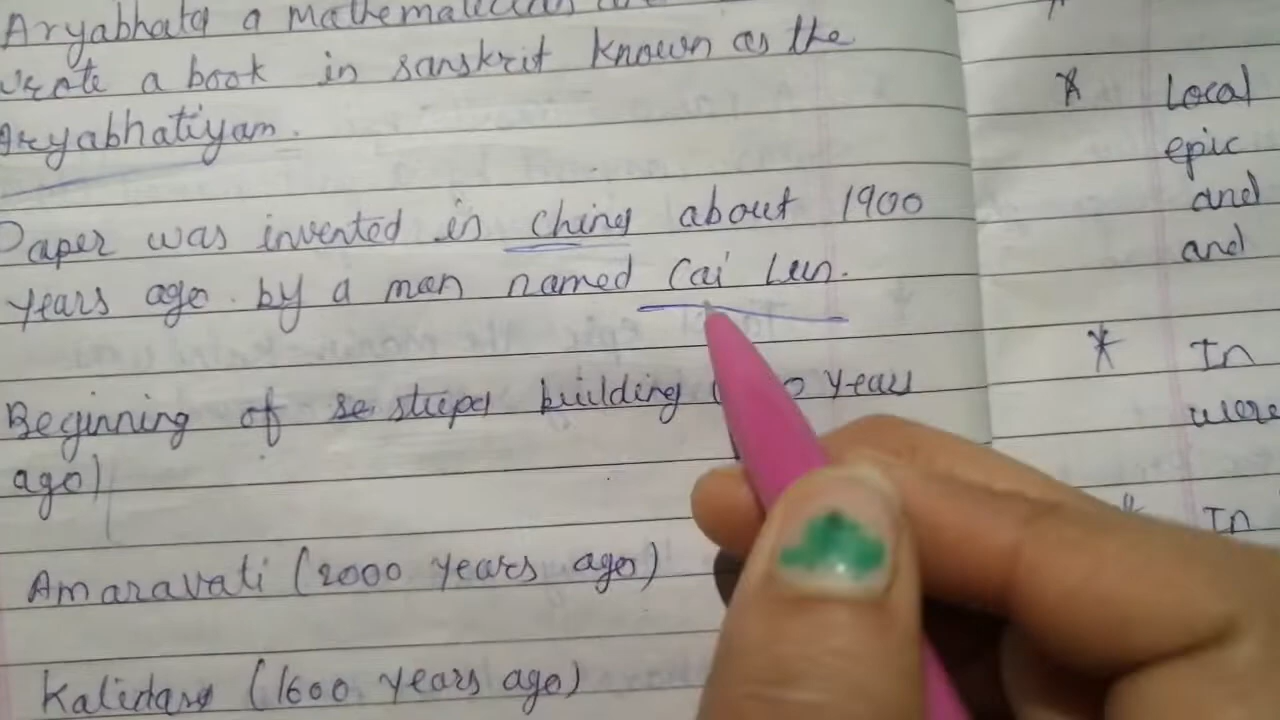 Aryabhata a Mathematician
wrote a book in sanskrit known as the
Aryabhatiyam.
Paper was invented in China about 1900
years ago by a man named Cai Lun.
Beginning of stupa building years
ago)
Amaravati (2000 years ago)
Kalidasa (1600 years ago)
* Local
epic
and
and
* In
were
In